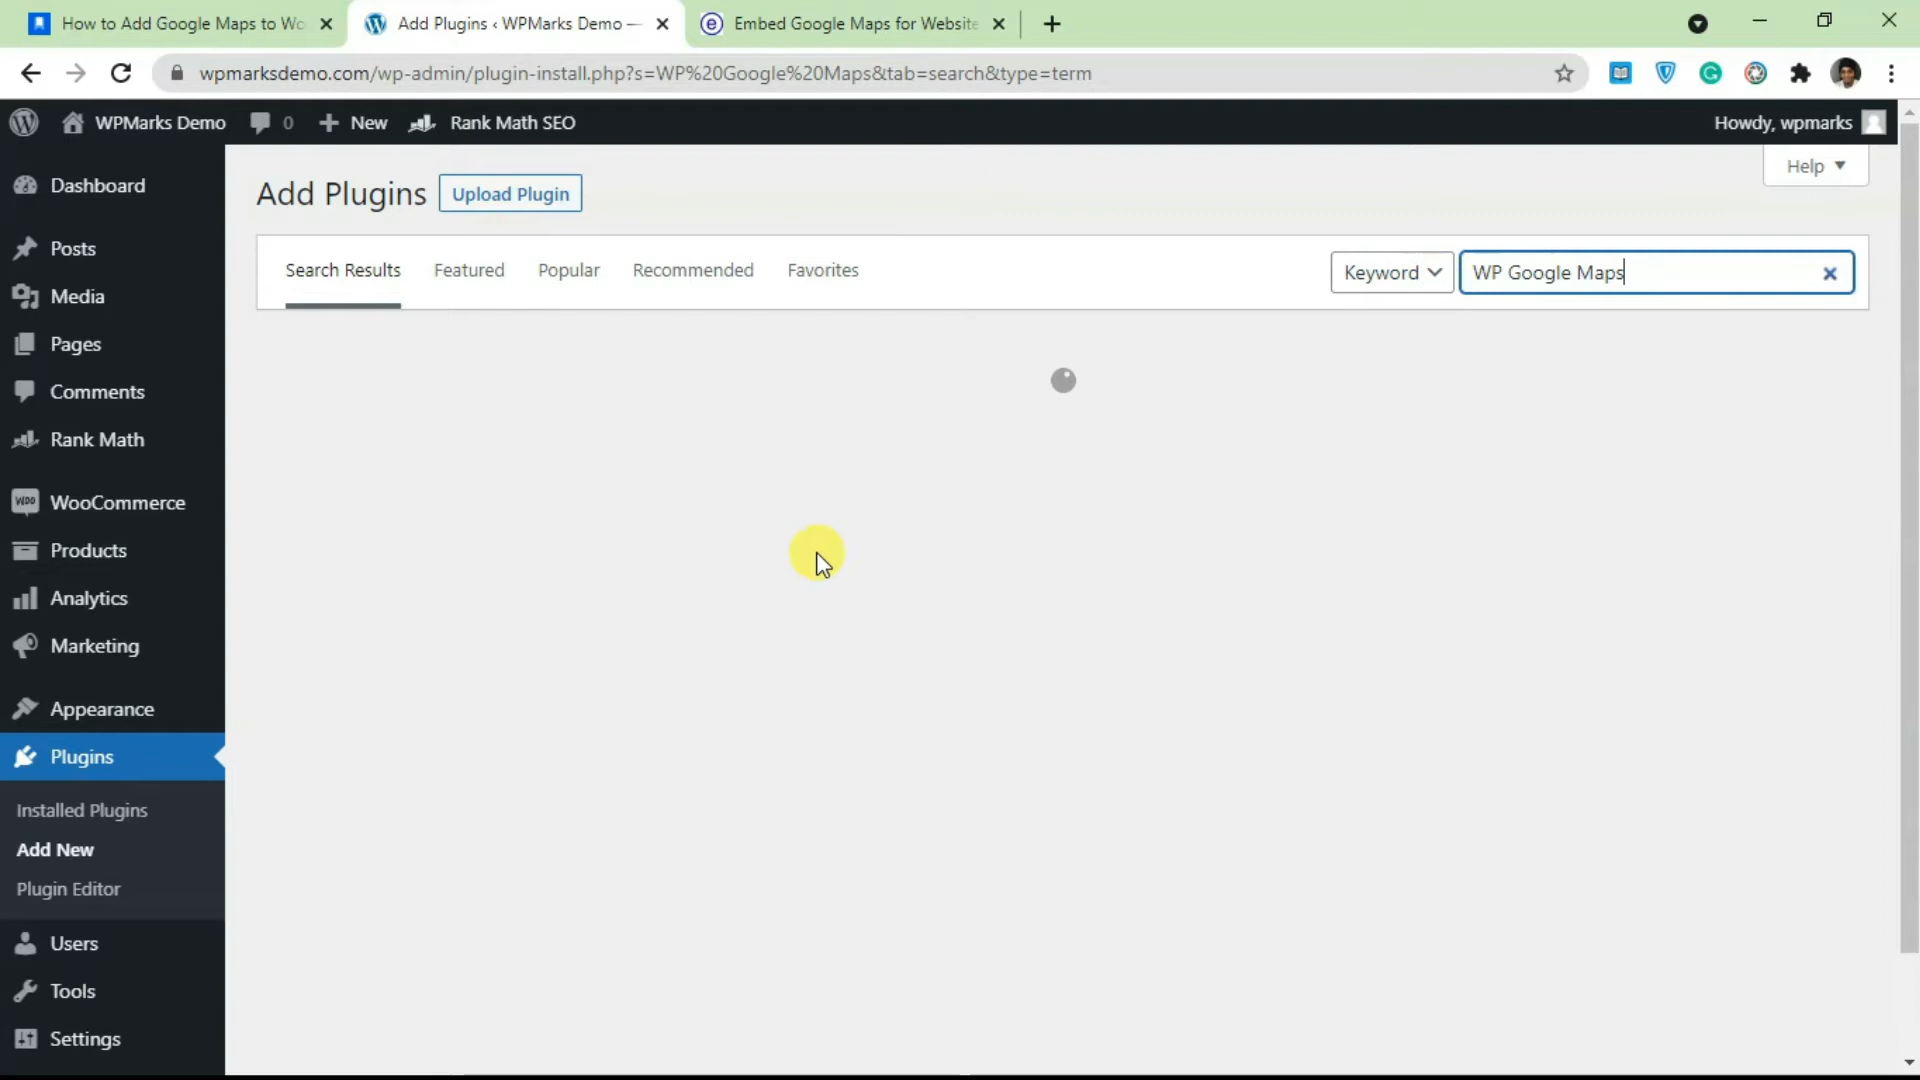 How to Add Google Maps to Wo
Add Plugins ‹ WPMarks Demo —
Embed Google Maps for Website
wpmarksdemo.com/wp-admin/plugin-install.php?s=WP%20Google%20Maps&tab=search&type=term
WPMarks Demo
0
New
Rank Math SEO
Howdy, wpmarks
Help
Add Plugins
Upload Plugin
Search Results
Featured
Popular
Recommended
Favorites
Keyword
WP Google Maps
Dashboard
Posts
Media
Pages
Comments
Rank Math
WOO
WooCommerce
Products
Analytics
Marketing
Appearance
Plugins
Installed Plugins
Add New
Plugin Editor
Users
Tools
Settings